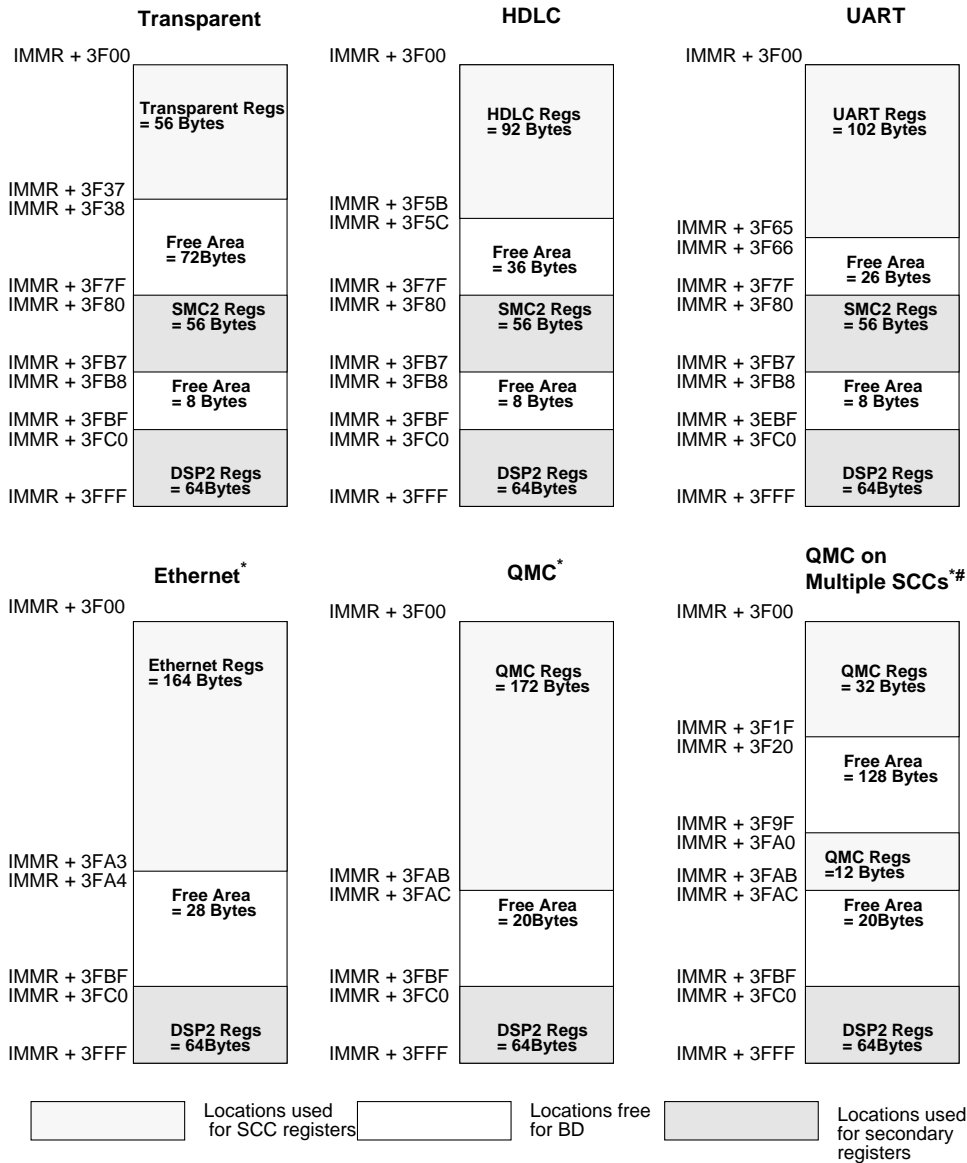 Transparent
IMMR + 3F00
Transparent Regs
= 56 Bytes
IMMR + 3F37
IMMR + 3F38
Free Area
= 72Bytes
IMMR + 3F7F
IMMR + 3F80
SMC2 Regs
= 56 Bytes
IMMR + 3FB7
IMMR + 3FB8
Free Area
= 8 Bytes
IMMR + 3FBF
IMMR + 3FC0
DSP2 Regs
= 64Bytes
IMMR + 3FFF
HDLC
IMMR + 3F00
HDLC Regs
= 92 Bytes
IMMR + 3F5B
IMMR + 3F5C
Free Area
= 36 Bytes
IMMR + 3F7F
IMMR + 3F80
SMC2 Regs
= 56 Bytes
IMMR + 3FB7
IMMR + 3FB8
Free Area
= 8 Bytes
IMMR + 3FBF
IMMR + 3FC0
DSP2 Regs
= 64Bytes
IMMR + 3FFF
UART
IMMR + 3F00
UART Regs
= 102 Bytes
IMMR + 3F65
IMMR + 3F66
Free Area
= 26 Bytes
IMMR + 3F7F
IMMR + 3F80
SMC2 Regs
= 56 Bytes
IMMR + 3FB7
IMMR + 3FB8
Free Area
= 8 Bytes
IMMR + 3EBF
IMMR + 3FC0
DSP2 Regs
= 64Bytes
IMMR + 3FFF
Ethernet*
IMMR + 3F00
Ethernet Regs
= 164 Bytes
IMMR + 3FA3
IMMR + 3FA4
Free Area
= 28 Bytes
IMMR + 3FBF
IMMR + 3FC0
DSP2 Regs
= 64Bytes
IMMR + 3FFF
QMC*
IMMR + 3F00
QMC Regs
= 172 Bytes
IMMR + 3FAB
IMMR + 3FAC
Free Area
= 20Bytes
IMMR + 3FBF
IMMR + 3FC0
DSP2 Regs
= 64Bytes
IMMR + 3FFF
QMC on
Multiple SCCs*#
IMMR + 3F00
QMC Regs
= 32 Bytes
IMMR + 3F1F
IMMR + 3F20
Free Area
= 128 Bytes
IMMR + 3F9F
IMMR + 3FA0
QMC Regs
=12 Bytes
IMMR + 3FAB
IMMR + 3FAC
Free Area
= 20Bytes
IMMR + 3FBF
IMMR + 3FC0
DSP2 Regs
= 64Bytes
IMMR + 3FFF
Locations used
for SCC registers
Locations free
for BD
Locations used
for secondary
registers